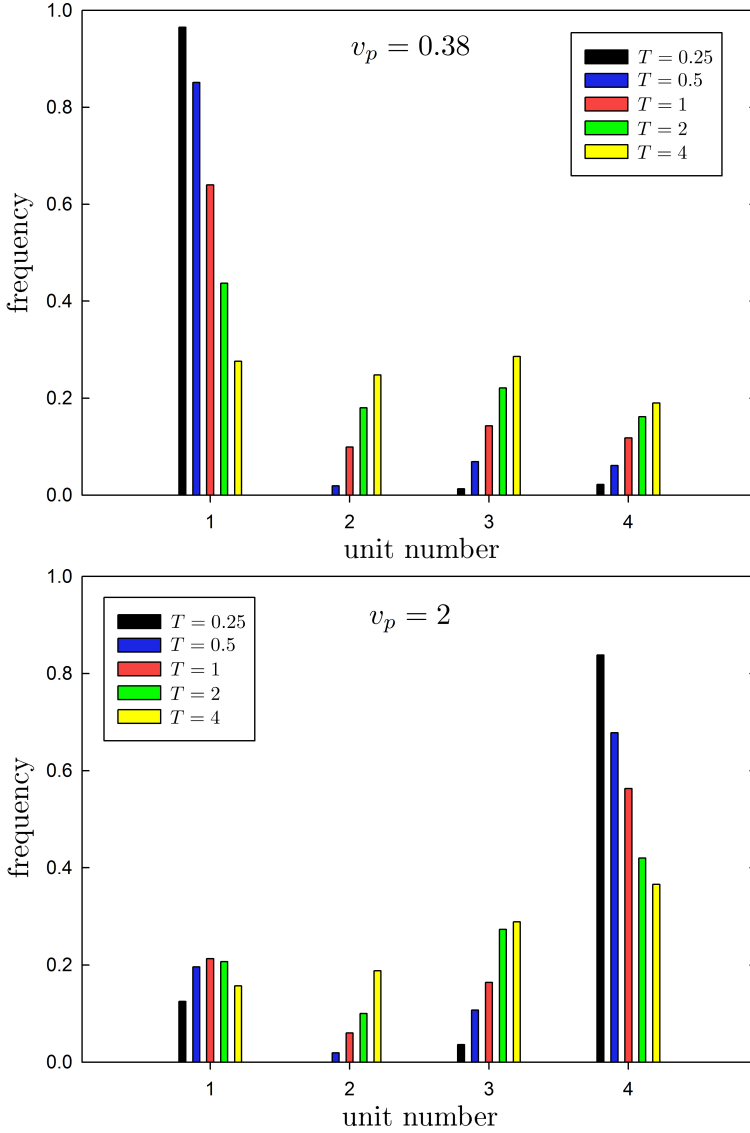 1.0
v_p = 0.38
T = 0.25
T = 0.5
T = 1
T = 2
T = 4
0.8
0.6
frequency
0.4
0.2
0.0
1 2 3 4
unit number
1.0
v_p = 2
T = 0.25
T = 0.5
T = 1
T = 2
T = 4
0.8
0.6
frequency
0.4
0.2
0.0
1 2 3 4
unit number